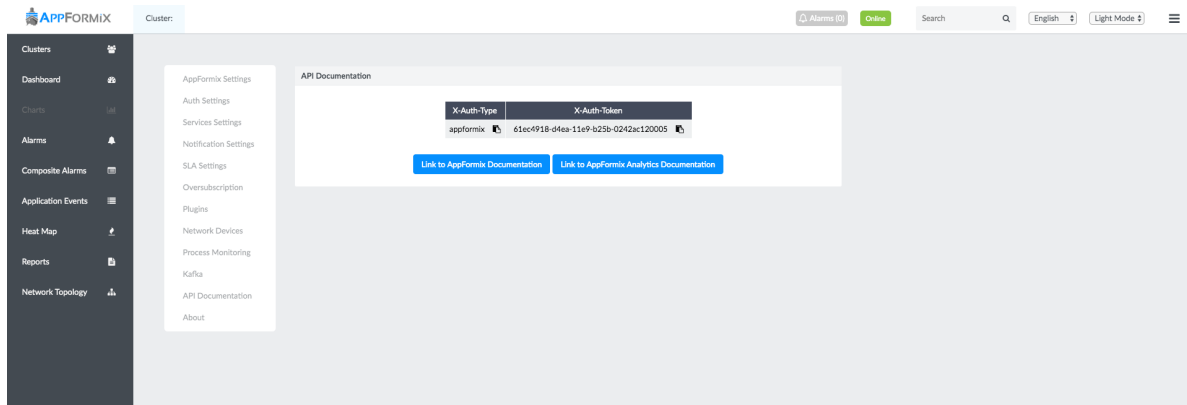 APPFORMIX
Cluster:
Alarms (0)
Online
Search
English
Light Mode
Clusters
Dashboard
Charts
Alarms
Composite Alarms
Application Events
Heat Map
Reports
Network Topology
AppFormix Settings
Auth Settings
Services Settings
Notification Settings
SLA Settings
Oversubscription
Plugins
Network Devices
Process Monitoring
Kafka
API Documentation
About
API Documentation
X-Auth-Type X-Auth-Token
appformix 61ec4918-d4ea-11e9-b25b-0242ac120005
Link to AppFormix Documentation Link to AppFormix Analytics Documentation